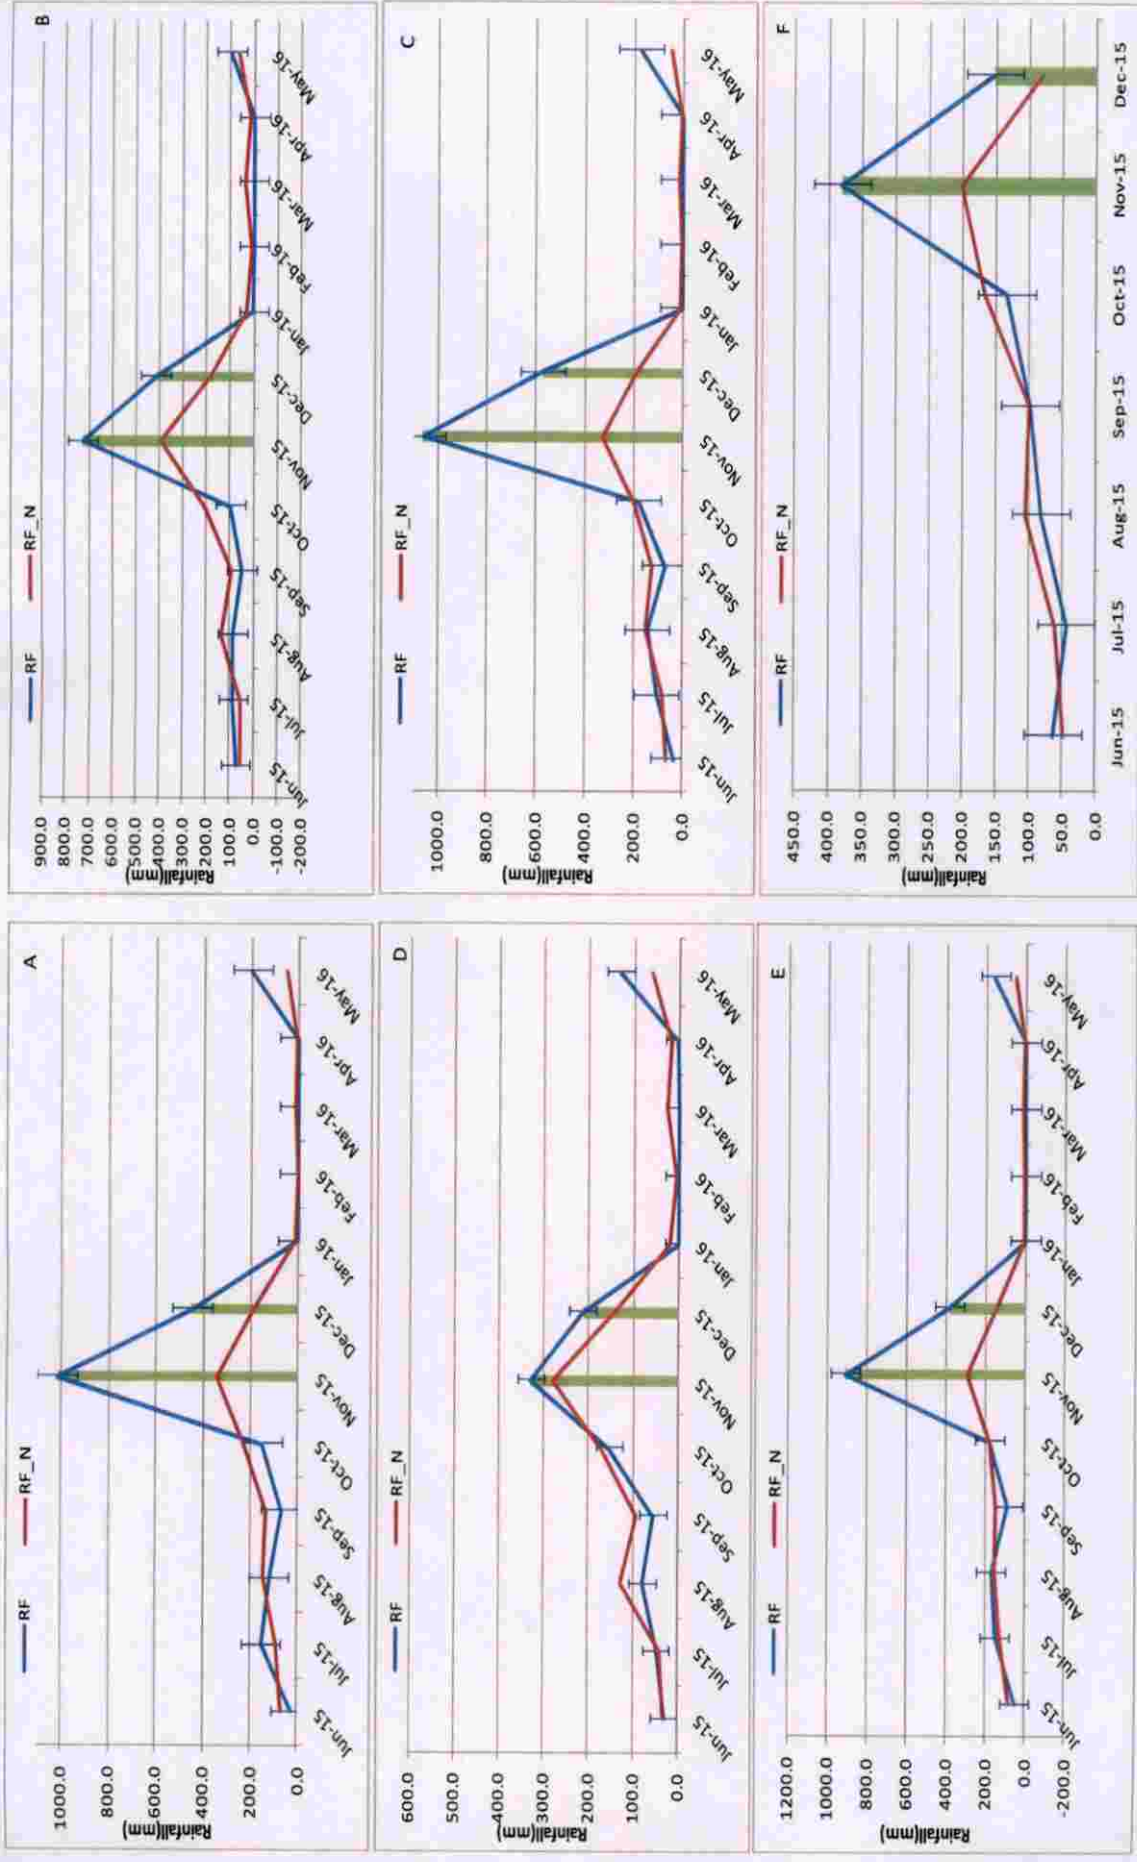 A
RF RF_N
Rainfall(mm)
1000.0
800.0
600.0
400.0
200.0
0.0
Jun-15 Jul-15 Aug-15 Sep-15 Oct-15 Nov-15 Dec-15 Jan-16 Feb-16 Mar-16 Apr-16 May-16
B
RF RF_N
Rainfall(mm)
900.0
800.0
700.0
600.0
500.0
400.0
300.0
200.0
100.0
0.0
-100.0
-200.0
Jun-15 Jul-15 Aug-15 Sep-15 Oct-15 Nov-15 Dec-15 Jan-16 Feb-16 Mar-16 Apr-16 May-16
D
RF RF_N
Rainfall(mm)
600.0
500.0
400.0
300.0
200.0
100.0
0.0
Jun-15 Jul-15 Aug-15 Sep-15 Oct-15 Nov-15 Dec-15 Jan-16 Feb-16 Mar-16 Apr-16 May-16
C
RF RF_N
Rainfall(mm)
1000.0
800.0
600.0
400.0
200.0
0.0
Jun-15 Jul-15 Aug-15 Sep-15 Oct-15 Nov-15 Dec-15 Jan-16 Feb-16 Mar-16 Apr-16 May-16
E
RF RF_N
Rainfall(mm)
1200.0
1000.0
800.0
600.0
400.0
200.0
0.0
-200.0
Jun-15 Jul-15 Aug-15 Sep-15 Oct-15 Nov-15 Dec-15 Jan-16 Feb-16 Mar-16 Apr-16 May-16
F
RF RF_N
Rainfall(mm)
450.0
400.0
350.0
300.0
250.0
200.0
150.0
100.0
50.0
0.0
Jun-15 Jul-15 Aug-15 Sep-15 Oct-15 Nov-15 Dec-15